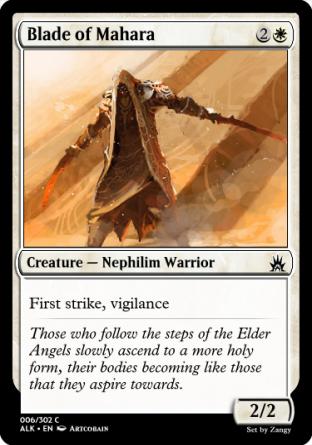 Blade of Mahara 2
Creature — Nephilim Warrior
First strike, vigilance
Those who follow the steps of the Elder
Angels slowly ascend to a more holy
form, their bodies becoming like those
that they aspire towards.
2/2
006/302 C
ALK • EN Artcobain
Set by Zangy